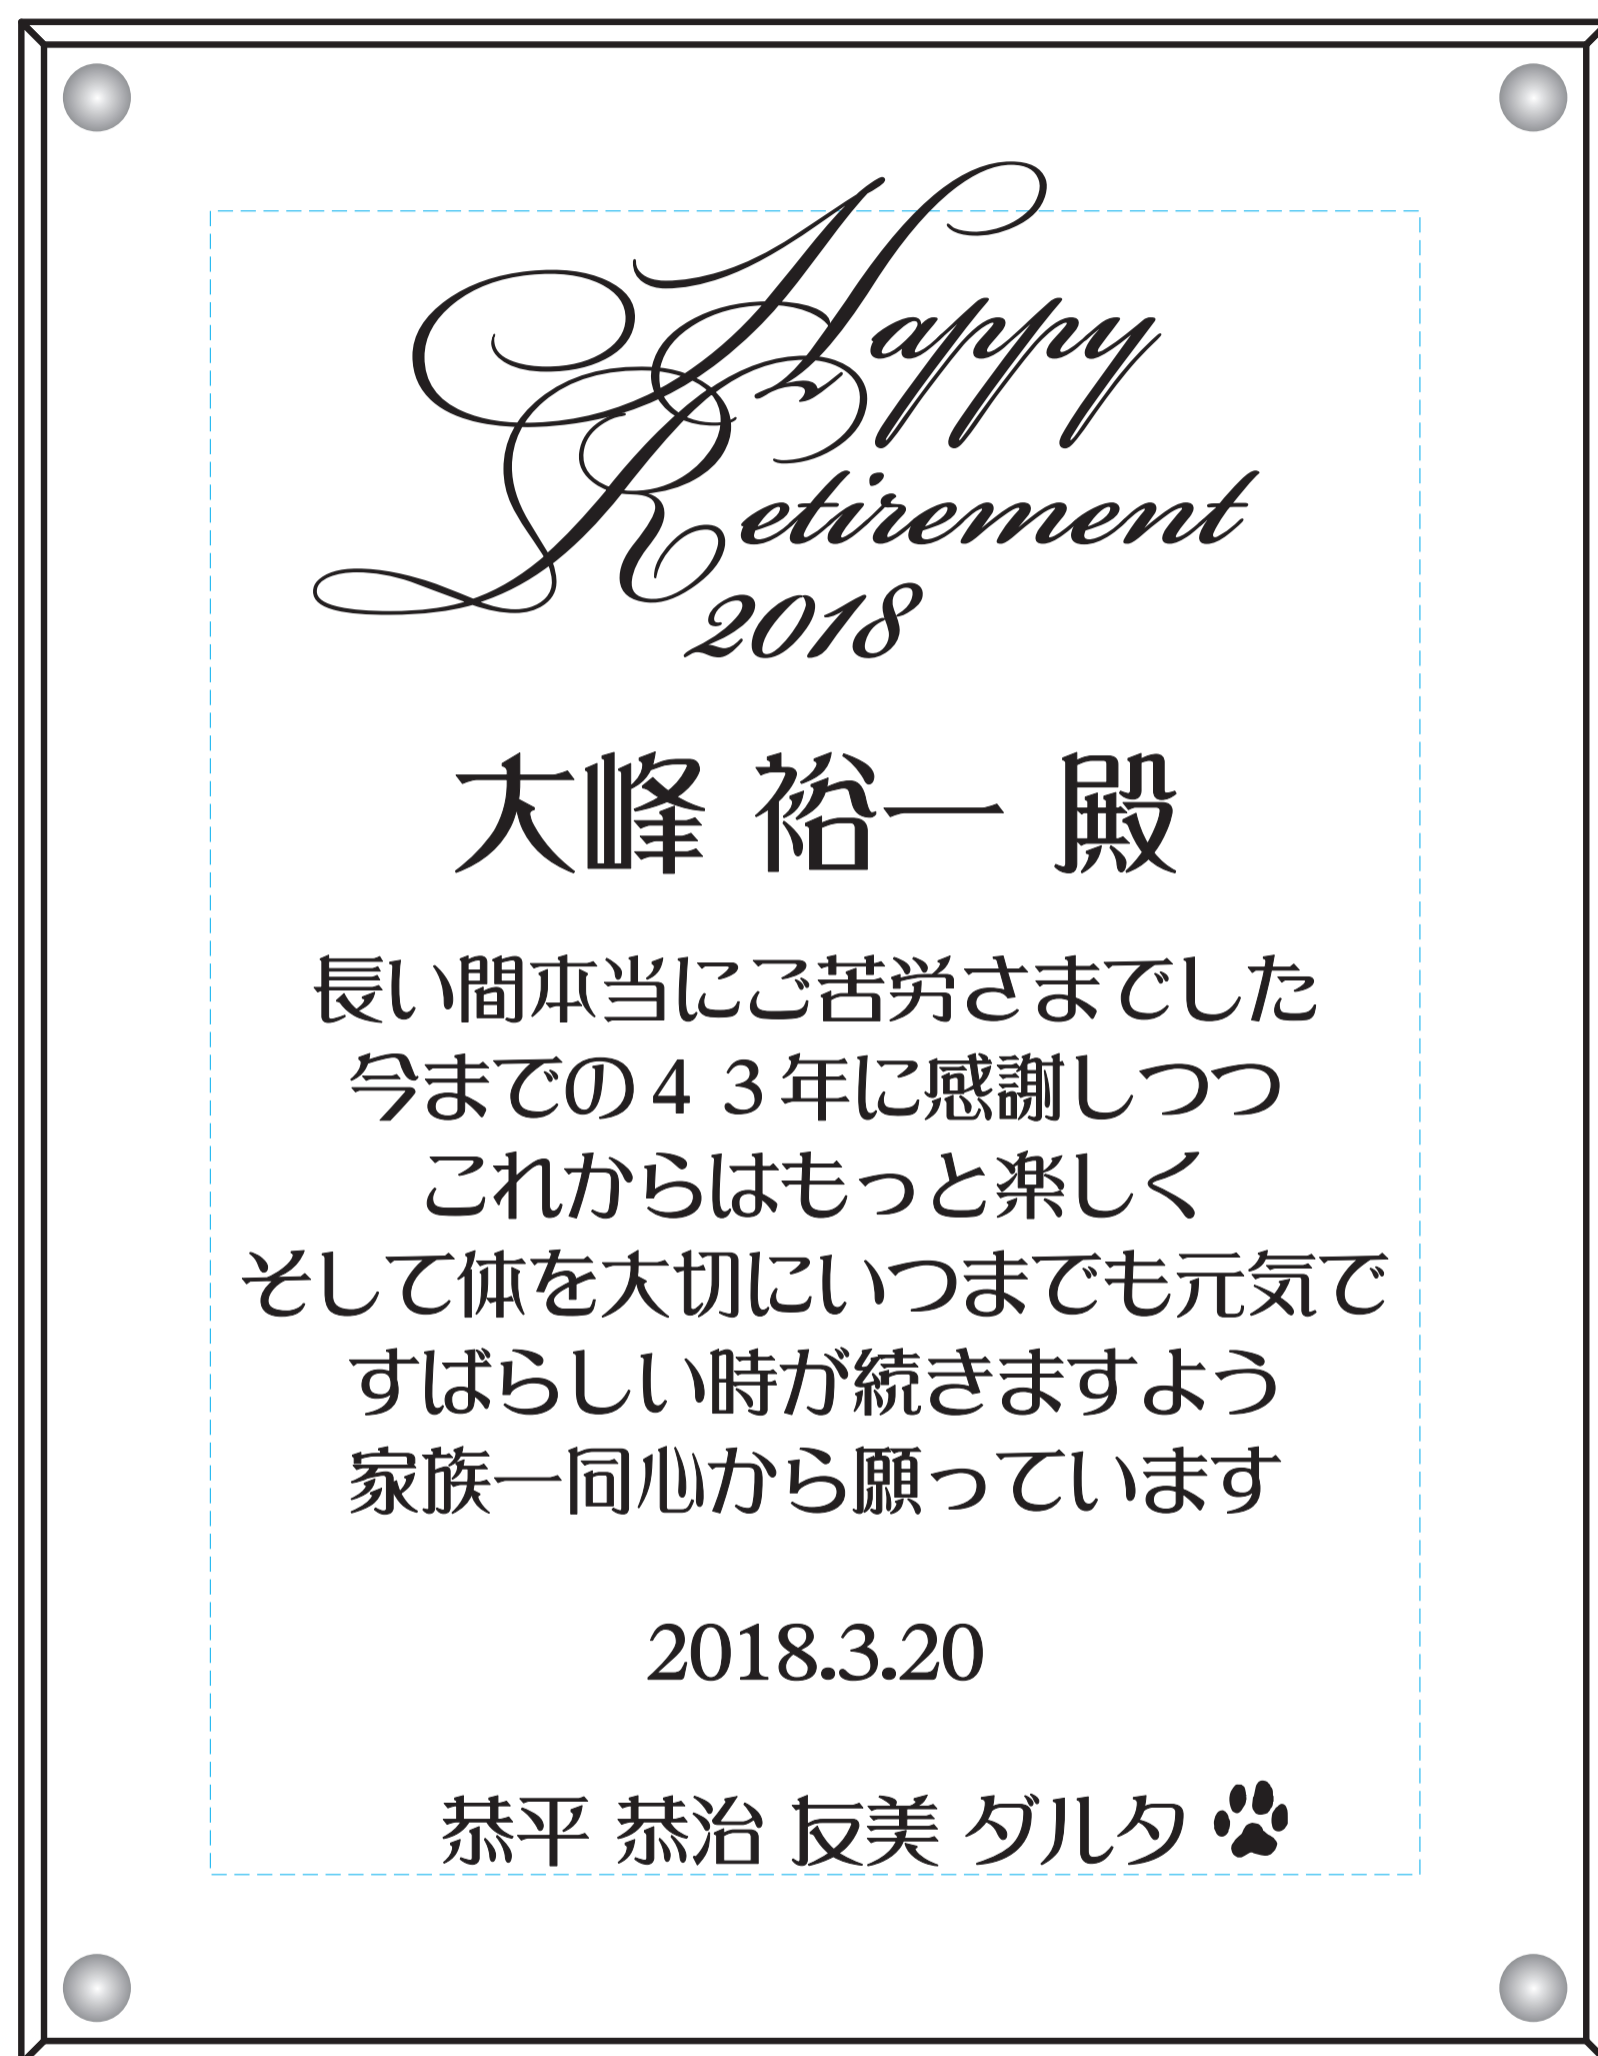 Happy
Retirement
2018
大峰 裕一 殿
長い間本当にご苦労さまでした
今までの４３年に感謝しつつ
これからはもっと楽しく
そして体を大切にいつまでも元気で
すばらしい時が続きますよう
家族一同心から願っています
2018.3.20
恭平 恭治 友美 ダルタ